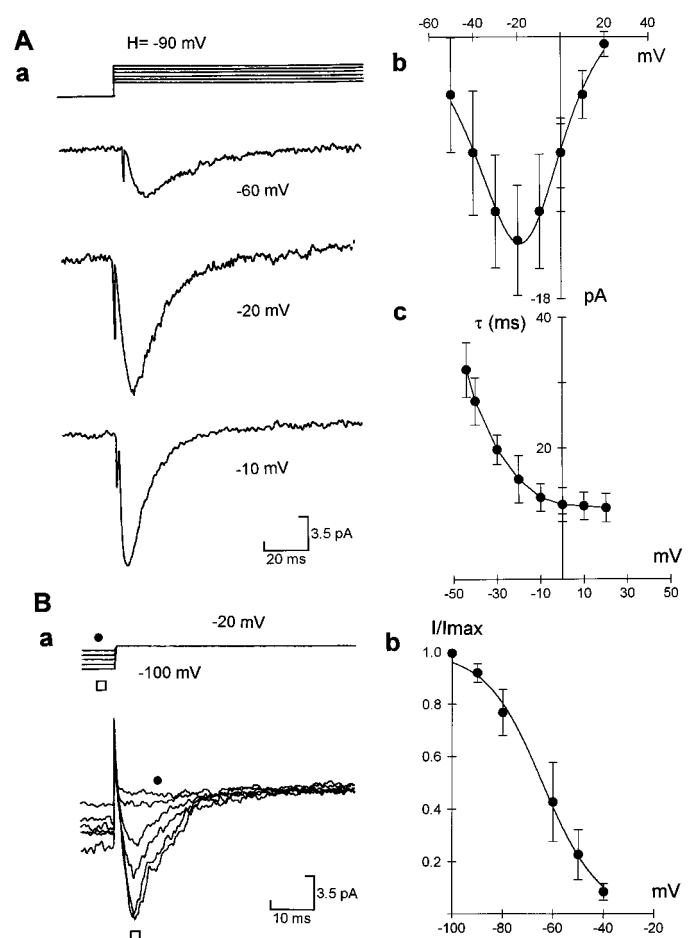 A
a
H= -90 mV
-60 mV
-20 mV
-10 mV
3.5 pA
20 ms
b
-60 -40 -20 0 20 40
mV
-18 pA
c
τ (ms)
40
20
mV
-50 -30 -10 10 30 50
B
a
-20 mV
-100 mV
3.5 pA
10 ms
b
I/Imax
1.0
0.8
0.6
0.4
0.2
mV
-100 -80 -60 -40 -20